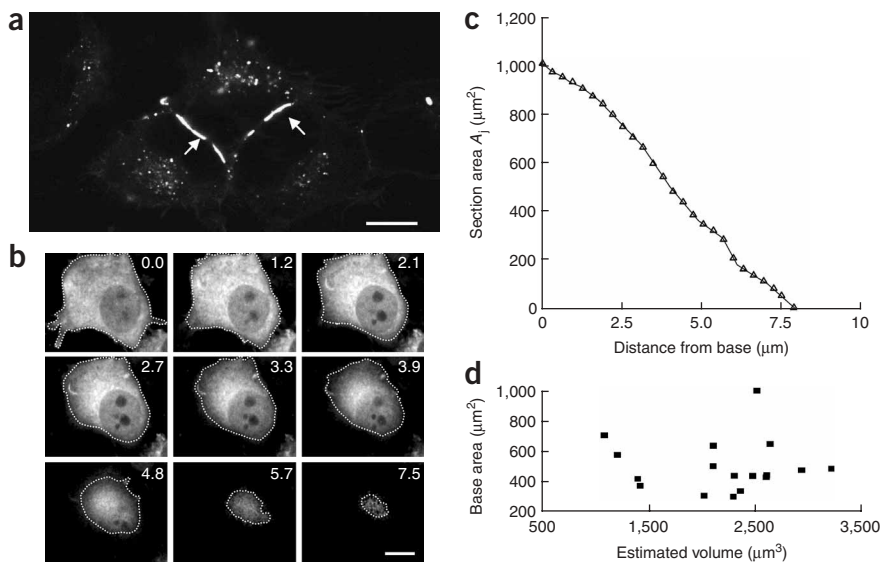 a
b
0.0 1.2 2.1
2.7 3.3 3.9
4.8 5.7 7.5
c
Section area Aj (μm²)
1,000
800
600
400
200
0
0 2.5 5.0 7.5 10
Distance from base (μm)
d
Base area (μm²)
1,000
800
600
400
200
500 1,500 2,500 3,500
Estimated volume (μm³)